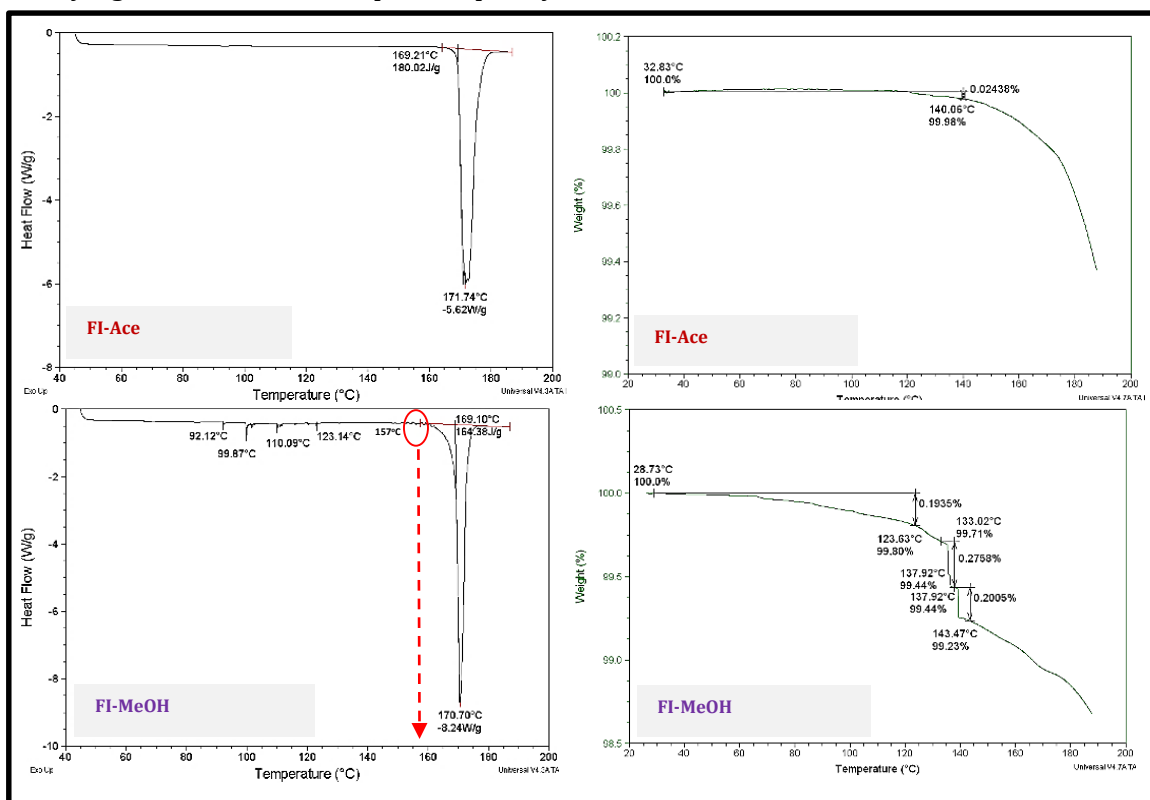 0
169.21°C
180.02J/g
-2
Heat Flow (W/g)
-4
-6
171.74°C
-5.62W/g
FI-Ace
-8
40
60
80
100
120
140
160
180
200
Exo Up
Temperature (°C)
Universal V4.3A TA
100.2
32.83°C
100.0%
0.02438%
100
140.06°C
99.98%
99.8
Weight (%)
99.6
99.4
99.2
FI-Ace
99.0
20
40
60
80
100
120
140
160
180
200
Temperature (°C)
Universal V4.7A TA
0
169.10°C
164.38J/g
92.12°C
99.87°C
110.09°C
123.14°C
157°C
-2
Heat Flow (W/g)
-4
-6
-8
170.70°C
-8.24W/g
FI-MeOH
-10
40
60
80
100
120
140
160
180
200
Exo Up
Temperature (°C)
Universal V4.3A TA
100.5
28.73°C
100.0%
100.0
0.1935%
123.63°C
99.80%
133.02°C
99.71%
0.2758%
99.5
137.92°C
99.44%
137.92°C
99.44%
0.2005%
143.47°C
99.23%
Weight (%)
99.0
FI-MeOH
98.5
20
40
60
80
100
120
140
160
180
200
Temperature (°C)
Universal V4.7A TA